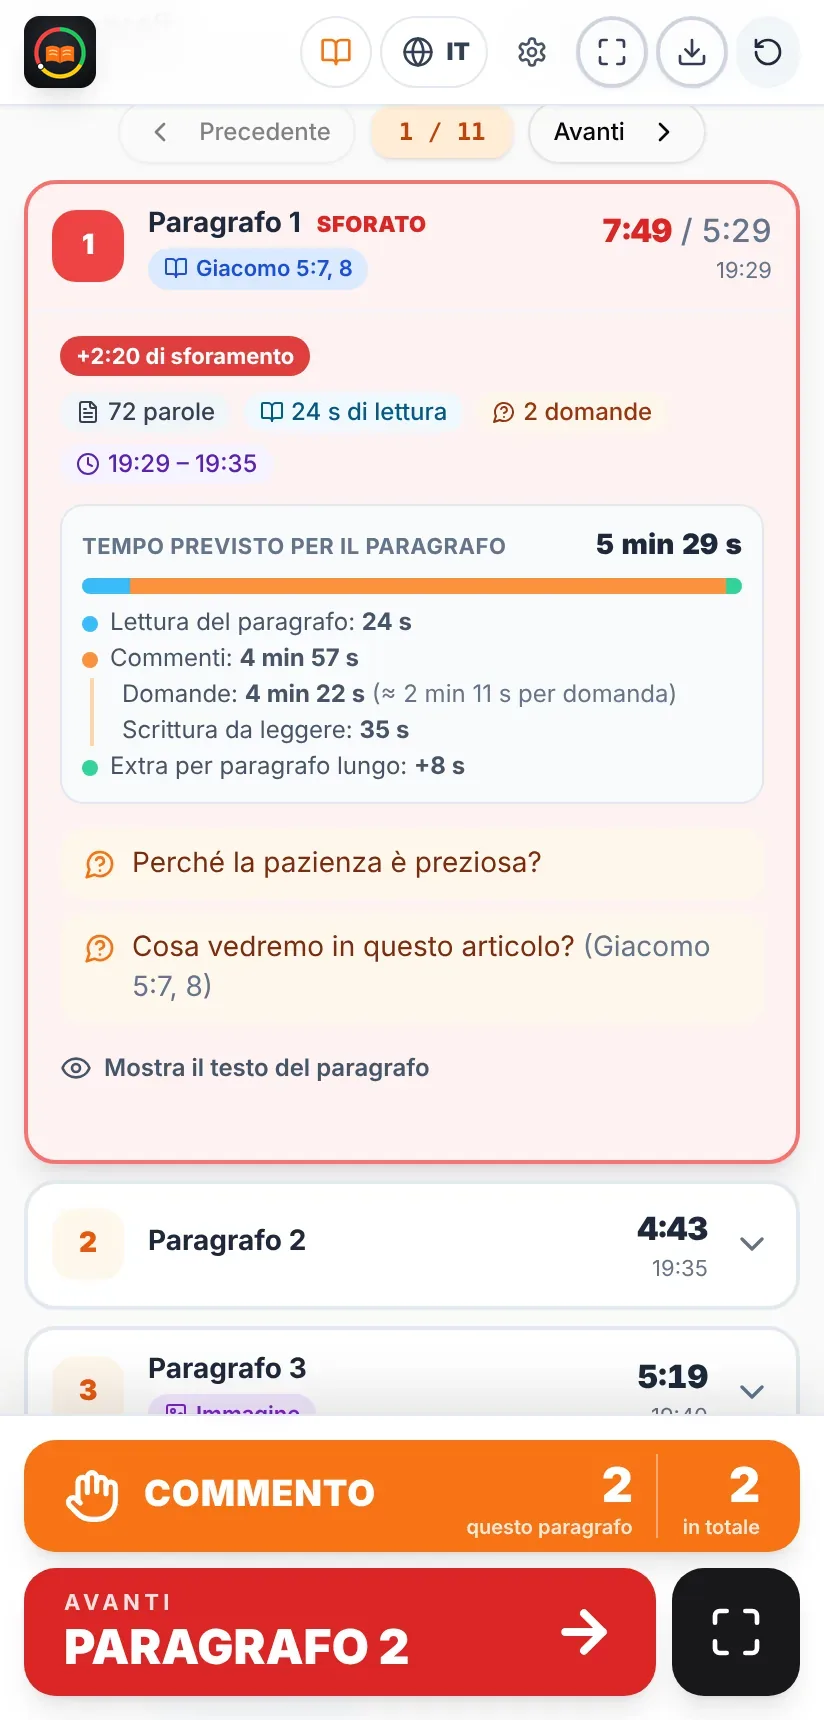 IT
Precedente
1 / 11
Avanti
1
Paragrafo 1 SFORATO
7:49 / 5:29
Giacomo 5:7, 8
19:29
+2:20 di sforamento
72 parole
24 s di lettura
2 domande
19:29 – 19:35
TEMPO PREVISTO PER IL PARAGRAFO
5 min 29 s
Lettura del paragrafo: 24 s
Commenti: 4 min 57 s
Domande: 4 min 22 s (≈ 2 min 11 s per domanda)
Scrittura da leggere: 35 s
Extra per paragrafo lungo: +8 s
Perché la pazienza è preziosa?
Cosa vedremo in questo articolo? (Giacomo
5:7, 8)
Mostra il testo del paragrafo
2
Paragrafo 2
4:43
19:35
3
Paragrafo 3
5:19
Immagine
19:40
COMMENTO
2
questo paragrafo
2
in totale
AVANTI
PARAGRAFO 2